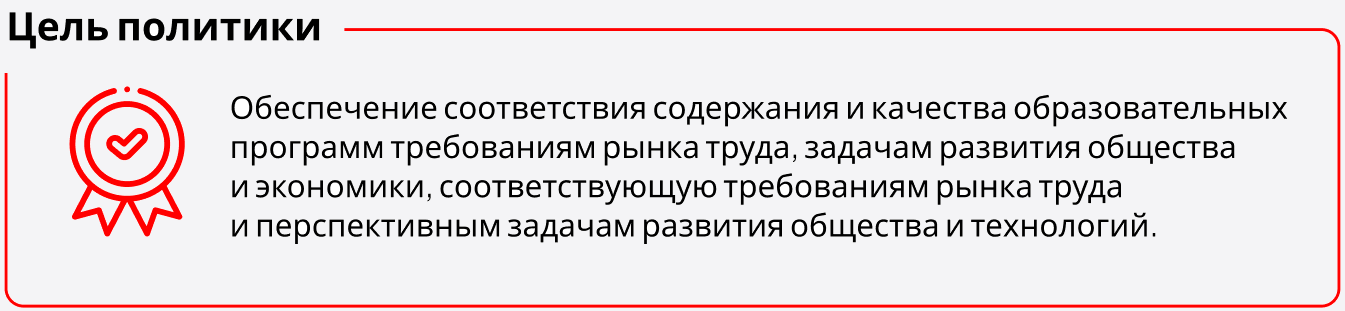 Цель политики
Обеспечение соответствия содержания и качества образовательных
программ требованиям рынка труда, задачам развития общества
и экономики, соответствующую требованиям рынка труда
и перспективным задачам развития общества и технологий.